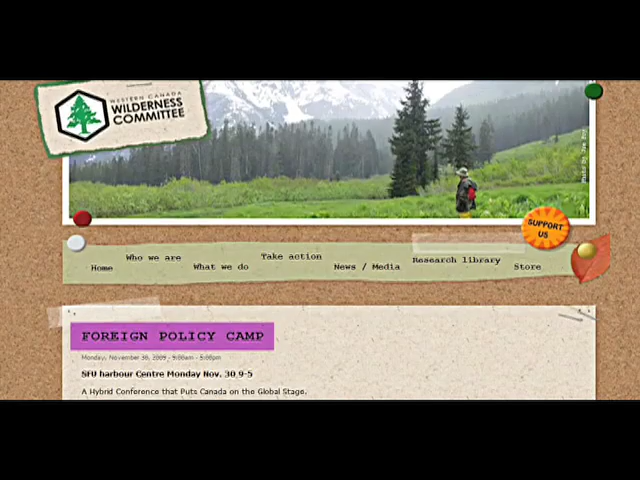 WESTERN CANADA
WILDERNESS
COMMITTEE
SUPPORT
US
Home
Who we are
What we do
Take action
News / Media
Research library
Store
FOREIGN POLICY CAMP
Monday, November 30, 2009 - 9:00am - 5:00pm
SFU harbour Centre Monday Nov. 30 9-5
A Hybrid Conference that Puts Canada on the Global Stage.